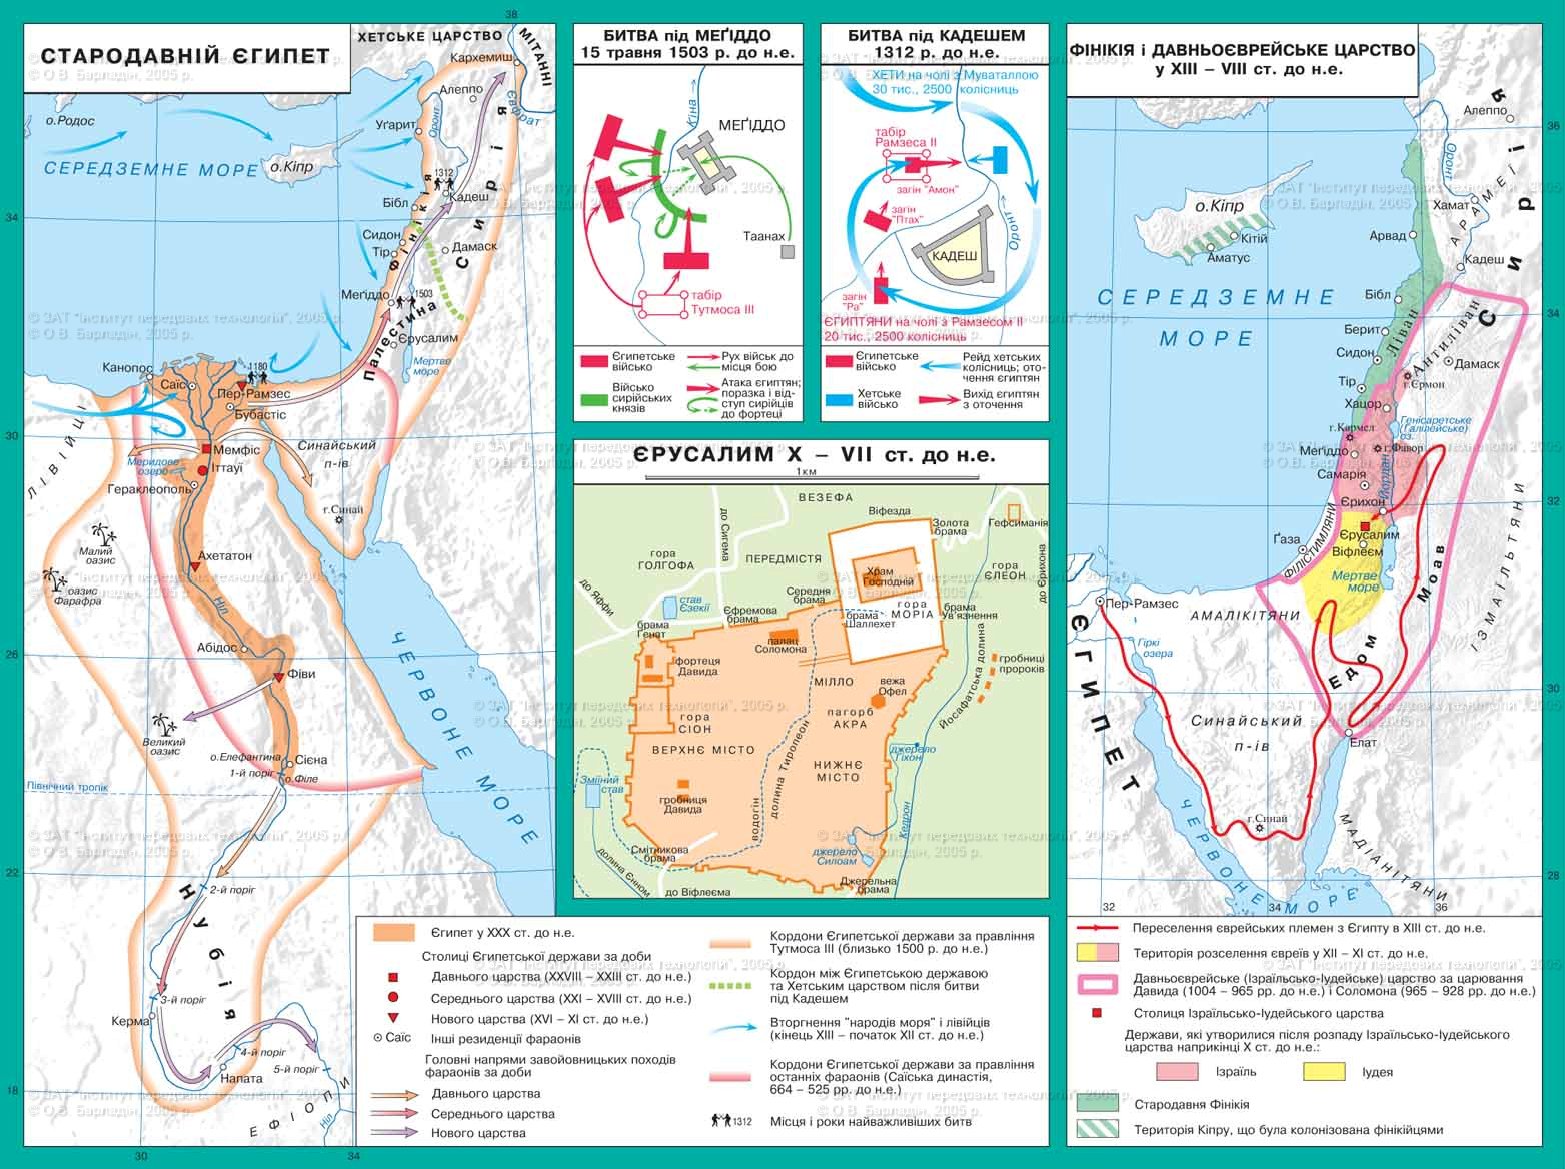 СТАРОДАВНІЙ ЄГИПЕТ
38
ХЕТСЬКЕ ЦАРСТВО
МІТАННІ
Кархемиш
Євфрат
Алеппо
Сирія
о.Родос
Уґарит
Оронт
СЕРЕДЗЕМНЕ МОРЕ
о.Кіпр
1312
Кадеш
34
Бібл
Фінікія
Сидон
Тір
Дамаск
Меґіддо
1503
Палестина
Єрусалим
Мертве
море
Канопос
Саїс
1180
Пер-Рамзес
Бубастіс
ЛІВІЙЦІ
30
Мемфіс
Синайський
п-ів
Меридове
озеро
Іттауї
Гераклеополь
г.Синай
Малий
оазис
Ахетатон
оазис
Фарафра
Ніл
ЧЕРВОНЕ МОРЕ
Абідос
26
Фіви
Великий
оазис
о.Елефантина
Сієна
1-й поріг
о.Філе
Північний тропік
22
2-й поріг
Нубія
3-й поріг
Керма
4-й поріг
5-й поріг
Напата
18
ЕФІОПИ
Ніл
30
34
© ЗАТ "Інститут передових технологій", 2005 р.
© О.В. Барладін, 2005 р.
Єгипет у XXX ст. до н.е.
Столиці Єгипетської держави за доби
Давнього царства (XXVIII – XXIII ст. до н.е.)
Середнього царства (XXI – XVIII ст. до н.е.)
Нового царства (XVI – XI ст. до н.е.)
Саїс
Інші резиденції фараонів
Головні напрями завойовницьких походів
фараонів за доби
Давнього царства
Середнього царства
Нового царства
Кордони Єгипетської держави за правління
Тутмоса III (близько 1500 р. до н.е.)
Кордон між Єгипетською державою
та Хетським царством після битви
під Кадешем
Вторгнення "народів моря" і лівійців
(кінець XIII – початок XII ст. до н.е.)
Кордони Єгипетської держави за правління
останніх фараонів (Саїська династія,
664 – 525 рр. до н.е.)
1312
Місця і роки найважливіших битв
БИТВА під МЕҐІДДО
15 травня 1503 р. до н.е.
Кіна
МЕҐІДДО
Таанах
табір
Тутмоса III
Єгипетське
військо
Військо
сирійських
князів
Рух військ до
місця бою
Атака єгиптян;
поразка і від-
ступ сирійців
до фортеці
БИТВА під КАДЕШЕМ
1312 р. до н.е.
ХЕТИ на чолі з Муваталлою
30 тис., 2500 колісниць
табір
Рамзеса II
загін "Амон"
загін
"Птах"
Оронт
КАДЕШ
загін
"Ра"
ЄГИПТЯНИ на чолі з Рамзесом II
20 тис., 2500 колісниць
Єгипетське
військо
Хетське
військо
Рейд хетських
колісниць; ото-
чення єгиптян
Вихід єгиптян
з оточення
ЄРУСАЛИМ X – VII ст. до н.е.
1км
ВЕЗЕФА
до Сигема
Віфезда
Золота
брама
Гефсиманія
гора
ГОЛГОФА
ПЕРЕДМІСТЯ
Храм
Господній
гора
ЄЛЕОН
до Єрихона
до Яффи
став
Єзекії
Єфремова
брама
Середня
брама
гора
МОРІА
брама
Шаллехет
брама
Ув'язнення
брама
Генат
палац
Соломона
фортеця
Давида
МІЛЛО
вежа
Офел
гробниці
пророків
Йосафатська долина
гора
СІОН
пагорб
АКРА
ВЕРХНЄ МІСТО
НИЖНЄ
МІСТО
джерело
Гіхон
Зміїний
став
долина Тиропеон
водогін
гробниця
Давида
Кедрон
Смітникова
брама
долина Єнном
джерело
Силоам
до Віфлеєма
Джерельна
брама
ФІНІКІЯ і ДАВНЬОЄВРЕЙСЬКЕ ЦАРСТВО
у XIII – VIII ст. до н.е.
Алеппо
36
Оронт
Хамат
АРАМЕЇ
Сирія
о.Кіпр
Кітій
Аматус
Арвад
Кадеш
СЕРЕДЗЕМНЕ
МОРЕ
Бібл
34
Берит
Ліван
Антиліван
Сидон
Дамаск
Тір
г.Єрмон
Хацор
Генісаретське
(Галілейське)
оз.
г.Кармел
г.Фавор
Меґіддо
Самарія
Йордан
32
Єрихон
ФІЛІСТИМЛЯНИ
Єрусалим
Ґаза
Віфлеєм
Мертве
море
Моав
ІЗМАЇЛЬТЯНИ
Пер-Рамзес
АМАЛІКІТЯНИ
Гіркі
озера
Едом
30
ЄГИПЕТ
Синайський
п-ів
Елат
г.Синай
МАДІАНІТЯНИ
ЧЕРВОНЕ МОРЕ
28
32
34
36
Переселення єврейських племен з Єгипту в XIII ст. до н.е.
Територія розселення євреїв у XII – XI ст. до н.е.
Давньоєврейське (Ізраїльсько-Іудейське) царство за царювання
Давида (1004 – 965 рр. до н.е.) і Соломона (965 – 928 рр. до н.е.)
Столиця Ізраїльсько-Іудейського царства
Держави, які утворилися після розпаду Ізраїльсько-Іудейського
царства наприкінці X ст. до н.е.:
Ізраїль
Іудея
Стародавня Фінікія
Територія Кіпру, що була колонізована фінікійцями